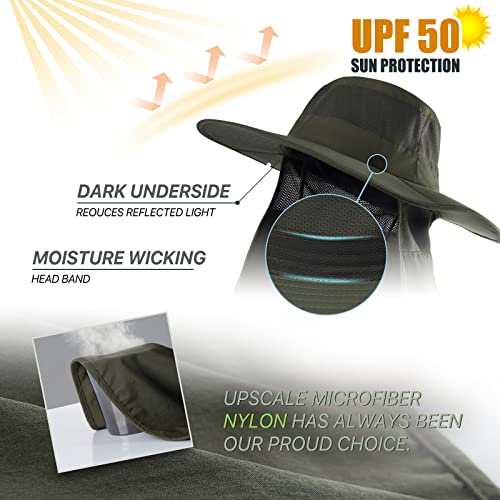 UPF 50
SUN PROTECTION
DARK UNDERSIDE
REDUCES REFLECTED LIGHT
MOISTURE WICKING
HEAD BAND
UPSCALE MICROFIBER
NYLON HAS ALWAYS BEEN
OUR PROUD CHOICE.